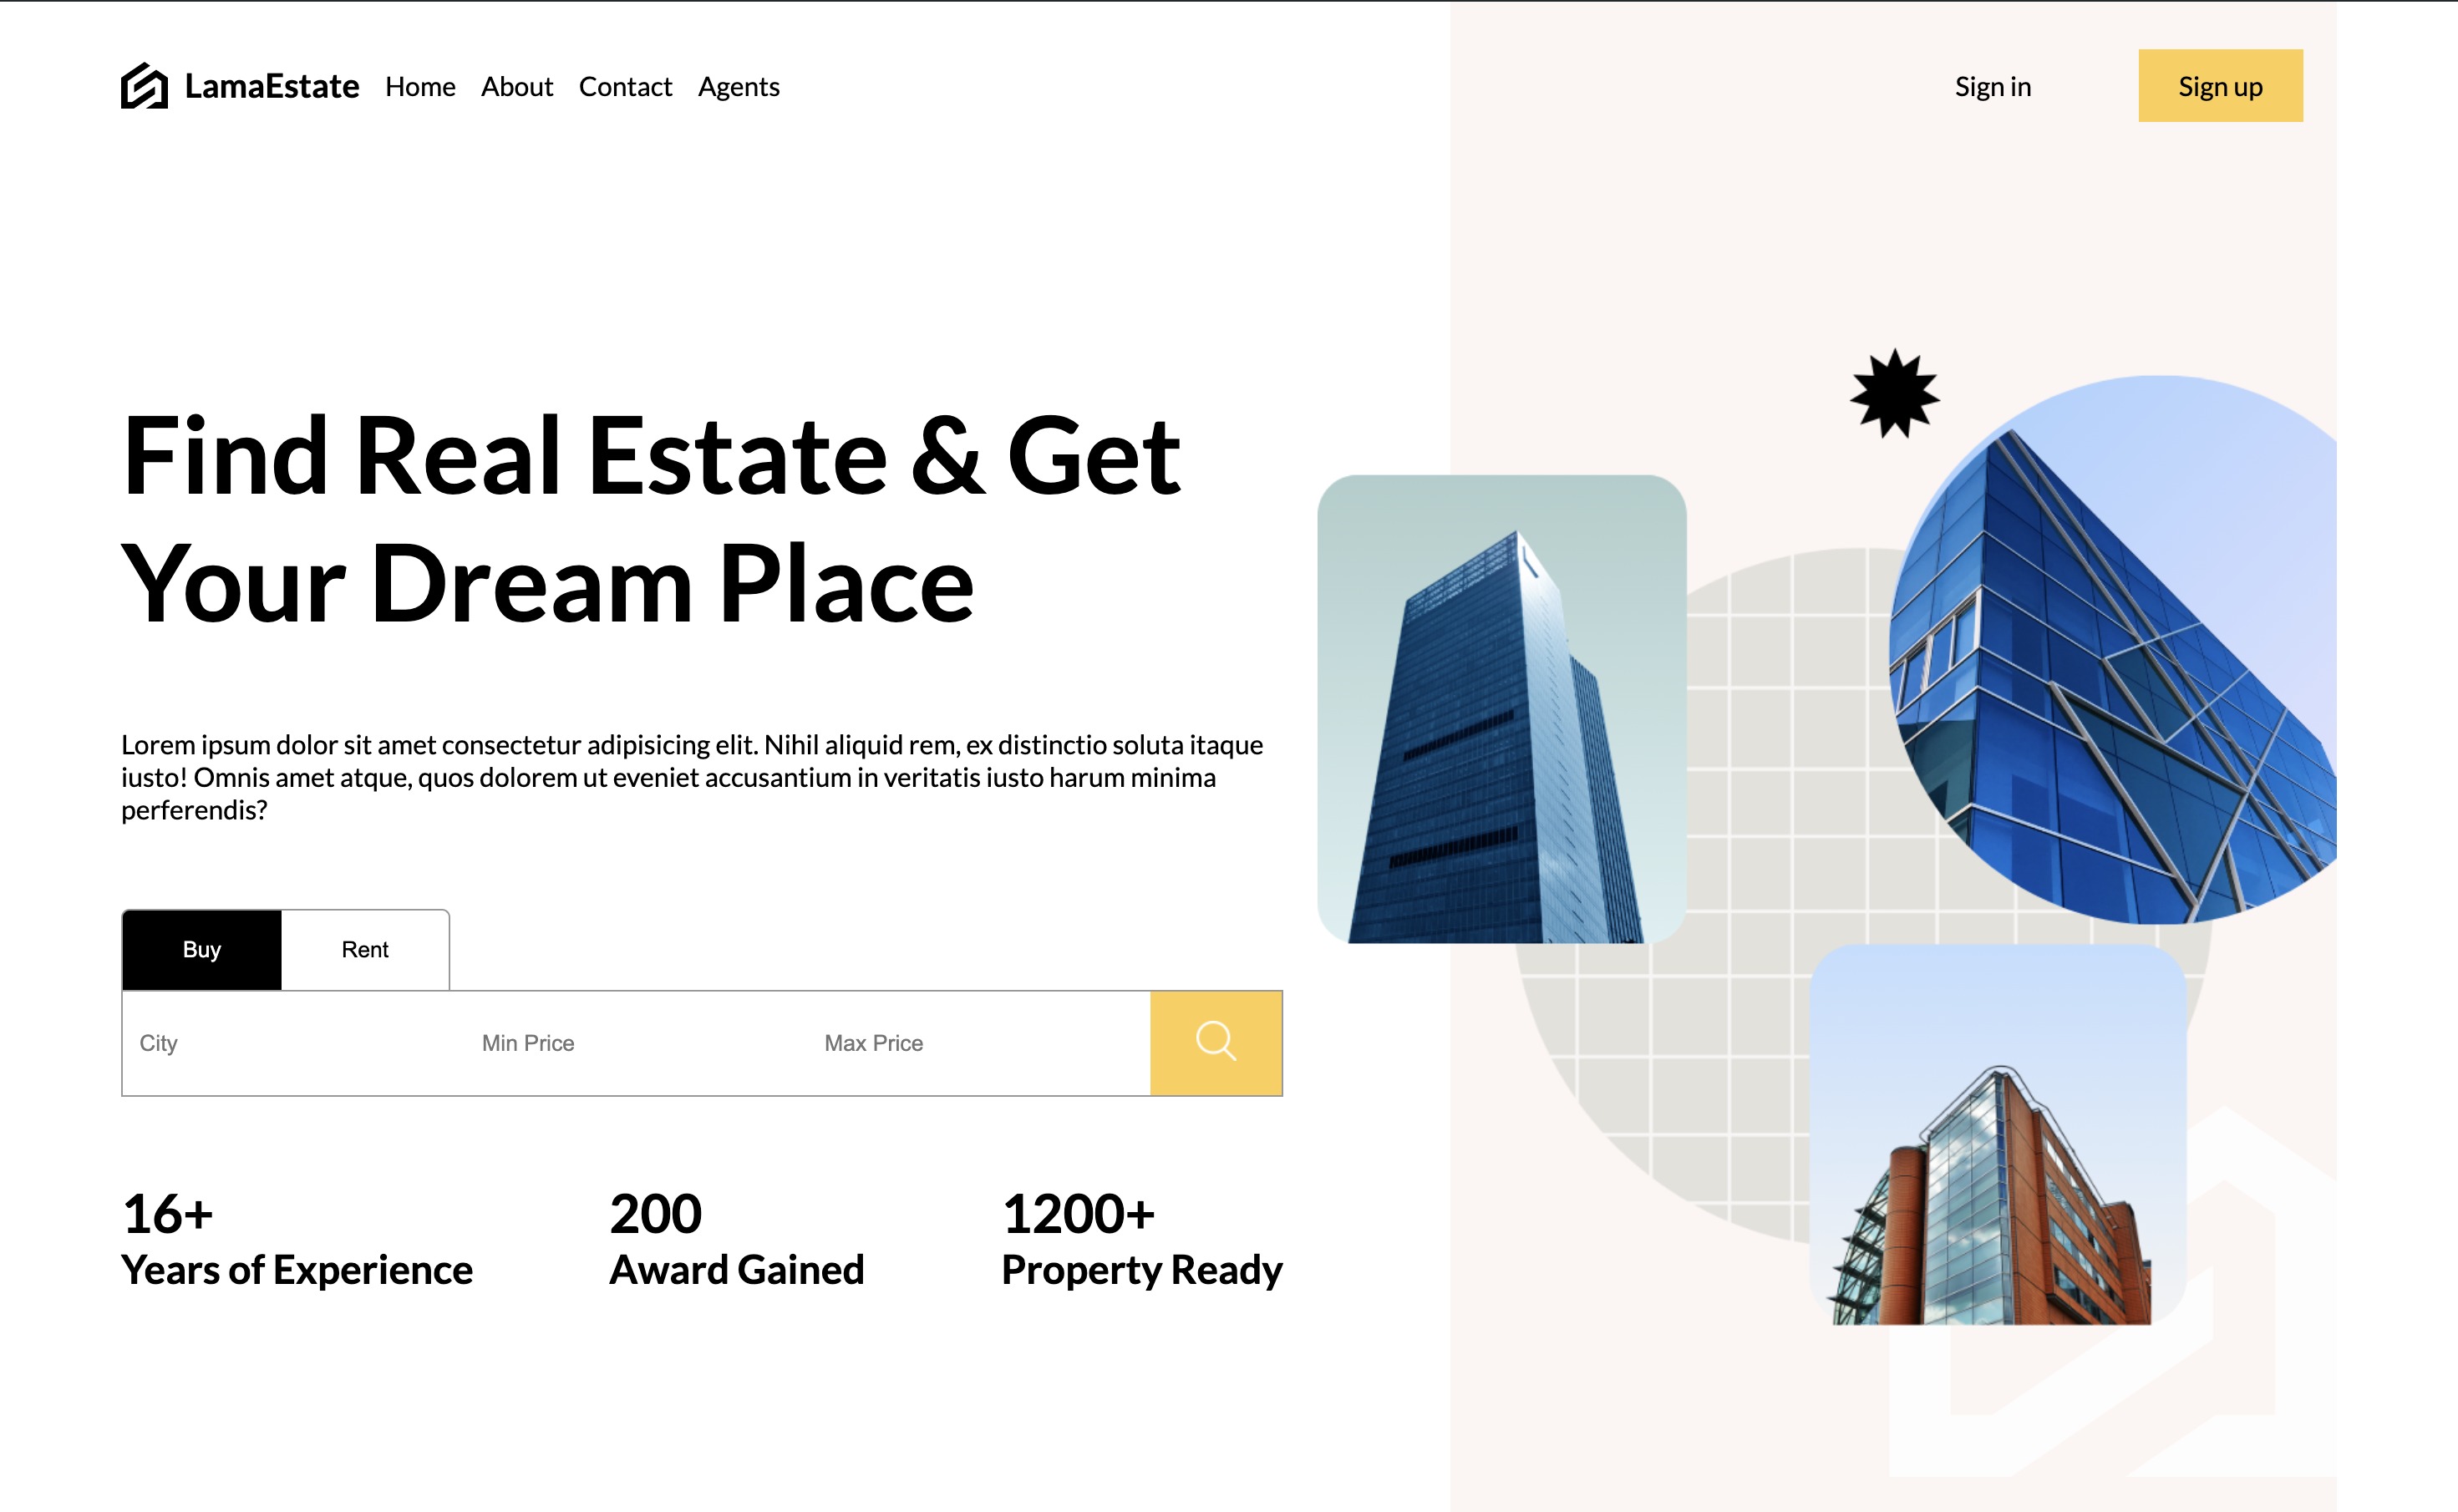 LamaEstate Home About Contact Agents Sign in Sign up
Find Real Estate & Get
Your Dream Place
Lorem ipsum dolor sit amet consectetur adipisicing elit. Nihil aliquid rem, ex distinctio soluta itaque
iusto! Omnis amet atque, quos dolorem ut eveniet accusantium in veritatis iusto harum minima
perferendis?
Buy Rent
City Min Price Max Price
16+ 200 1200+
Years of Experience Award Gained Property Ready